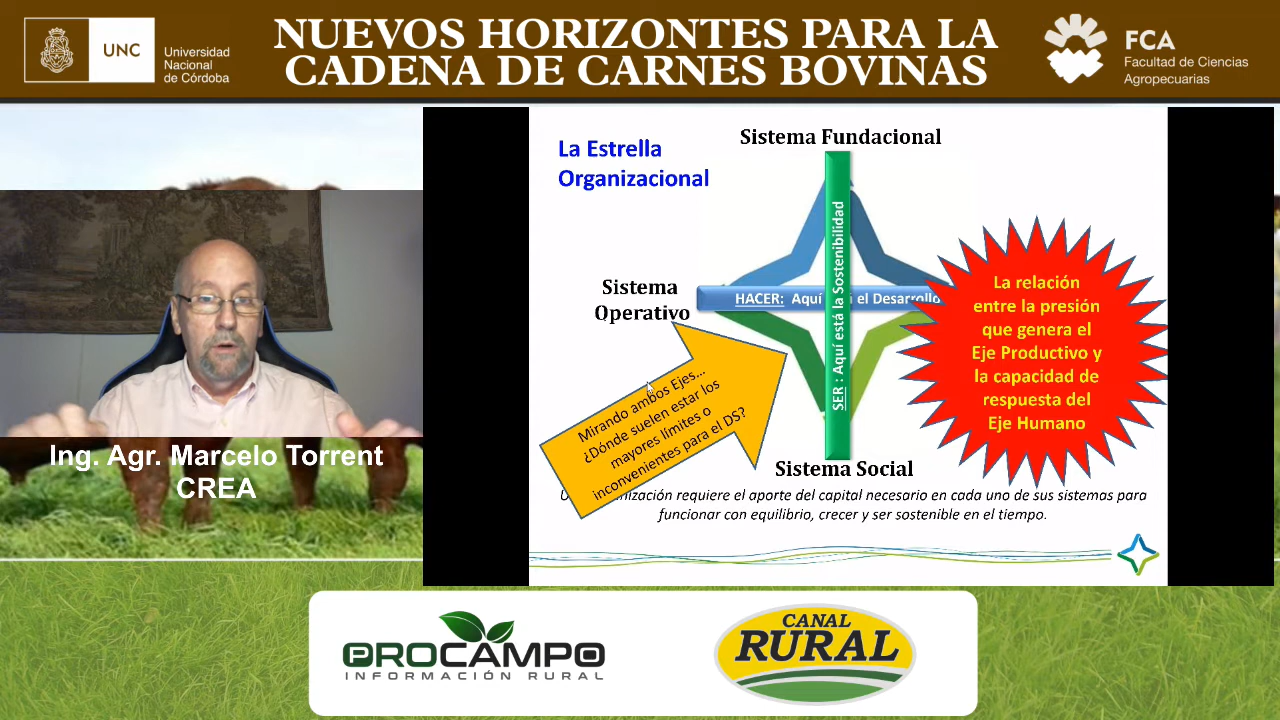 UNC
Universidad
Nacional
de Córdoba
NUEVOS HORIZONTES PARA LA
CADENA DE CARNES BOVINAS
FCA
Facultad de Ciencias
Agropecuarias
La Estrella
Organizacional
Sistema Fundacional
Sistema
Operativo
HACER: Aquí el Desarrollo
SER : Aquí está la Sostenibilidad
La relación
entre la presión
que genera el
Eje Productivo y
la capacidad de
respuesta del
Eje Humano
Mirando ambos Ejes...
¿Dónde suelen estar los
mayores límites o
inconvenientes para el DS?
Sistema Social
requiere el aporte del capital necesario en cada uno de sus sistemas para
funcionar con equilibrio, crecer y ser sostenible en el tiempo.
Ing. Agr. Marcelo Torrent
CREA
PROCAMPO
INFORMACIÓN RURAL
CANAL
RURAL